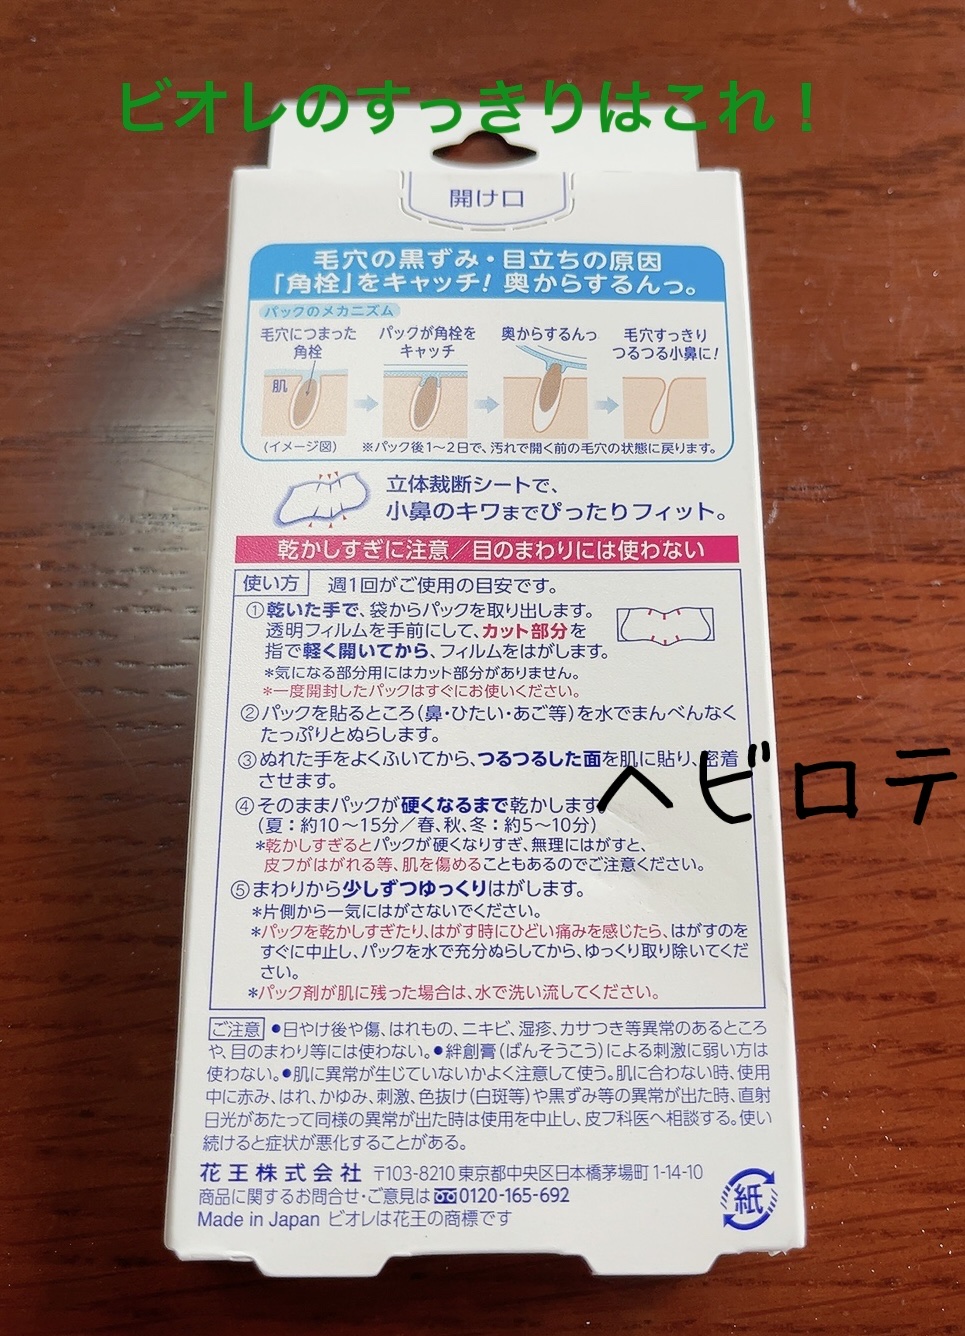 ビオレのすっきりはこれ！
開け口
毛穴の黒ずみ・目立ちの原因
「角栓」をキャッチ！奥からするんっ。
パックのメカニズム
毛穴につまった
角栓
パックが角栓を
キャッチ
奥からするんっ
毛穴すっきり
つるつる小鼻に！
肌
(イメージ図)
※パック後1〜2日で、汚れで開く前の毛穴の状態に戻ります。
立体裁断シートで、
小鼻のキワまでぴったりフィット。
乾かしすぎに注意／目のまわりには使わない
使い方 週1回がご使用の目安です。
①乾いた手で、袋からパックを取り出します。
透明フィルムを手前にして、カット部分を
指で軽く開いてから、フィルムをはがします。
＊気になる部分用にはカット部分がありません。
＊一度開封したパックはすぐにお使いください。
②パックを貼るところ(鼻・ひたい・あご等)を水でまんべんなく
たっぷりとぬらします。
③ぬれた手をよくふいてから、つるつるした面を肌に貼り、密着
させます。
ヘビロテ
④そのままパックが硬くなるまで乾かします
(夏：約10〜15分／春、秋、冬：約5〜10分)
＊乾かしすぎるとパックが硬くなりすぎ、無理にはがすと、
皮フがはがれる等、肌を傷めることもあるのでご注意ください。
⑤まわりから少しずつゆっくりはがします。
＊片側から一気にはがさないでください。
＊パックを乾かしすぎたり、はがす時にひどい痛みを感じたら、はがすのを
すぐに中止し、パックを水で充分ぬらしてから、ゆっくり取り除いてくだ
さい。
＊パック剤が肌に残った場合は、水で洗い流してください。
ご注意 ●日やけ後や傷、はれもの、ニキビ、湿疹、カサつき等異常のあるところ
や、目のまわり等には使わない。●絆創膏(ばんそうこう)による刺激に弱い方は
使わない。●肌に異常が生じていないかよく注意して使う。肌に合わない時、使用
中に赤み、はれ、かゆみ、刺激、色抜け(白斑等)や黒ずみ等の異常が出た時、直射
日光があたって同様の異常が出た時は使用を中止し、皮フ科医へ相談する。使い
続けると症状が悪化することがある。
花王株式会社 〒103-8210 東京都中央区日本橋茅場町1-14-10
商品に関するお問合せ・ご意見は 0120-165-692
Made in Japan ビオレは花王の商標です
紙